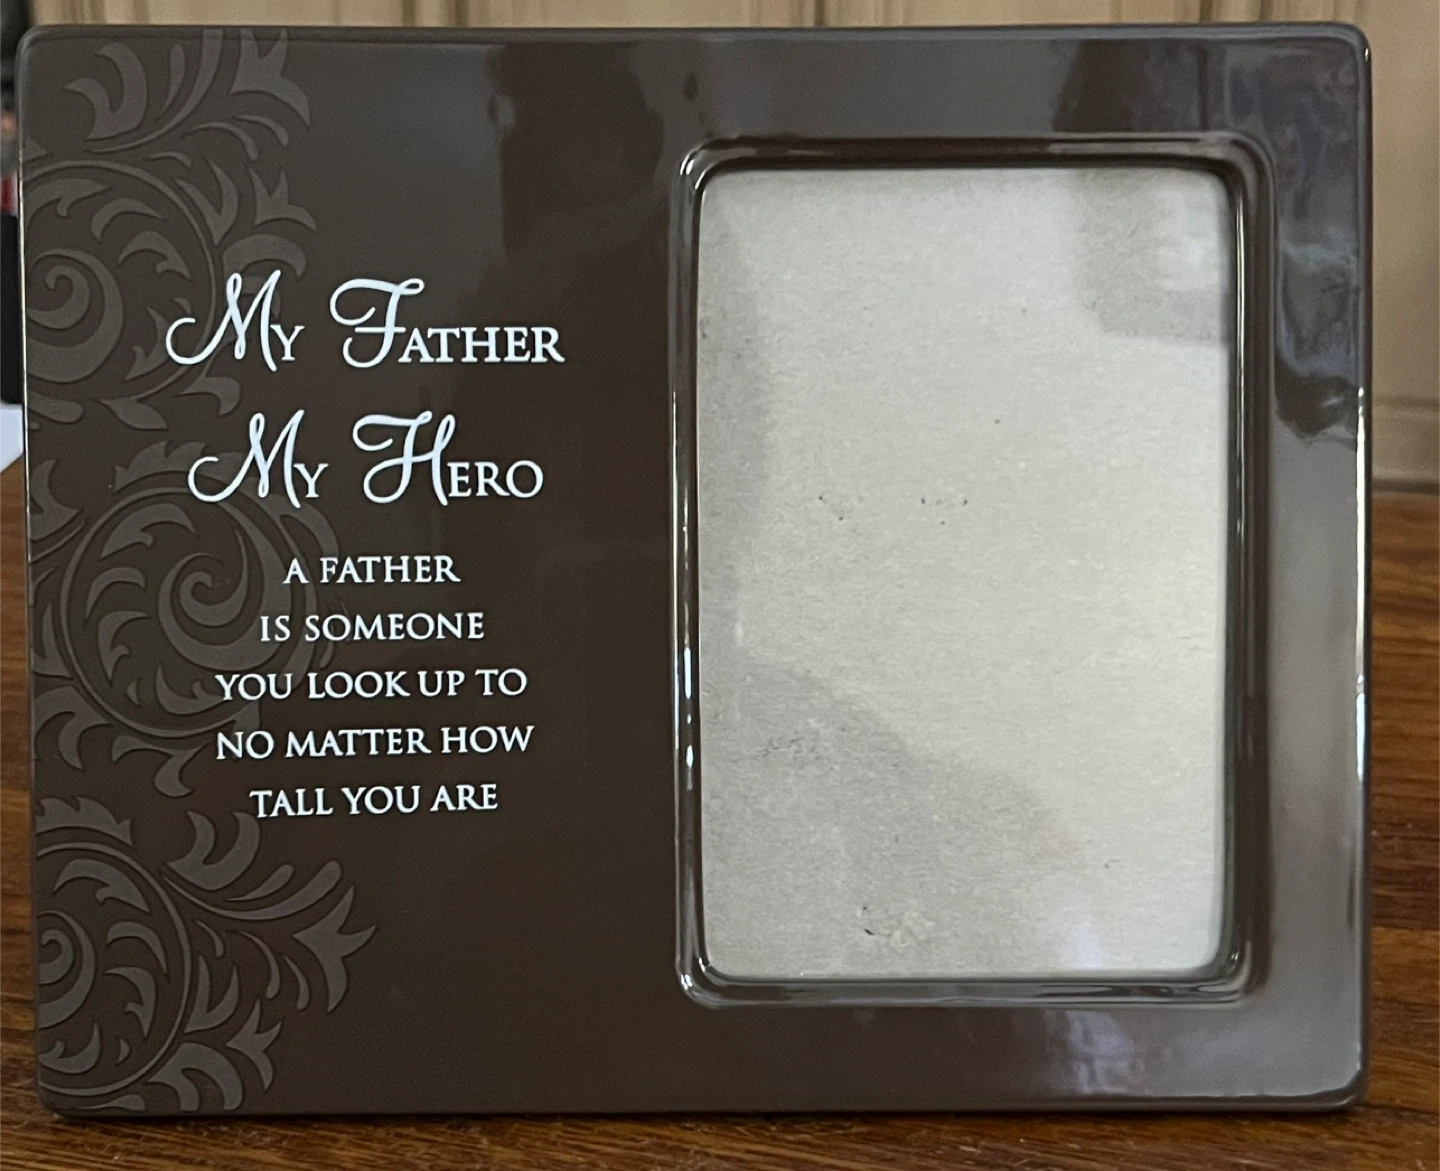 My Father
My Hero
A FATHER
IS SOMEONE
YOU LOOK UP TO
NO MATTER HOW
TALL YOU ARE